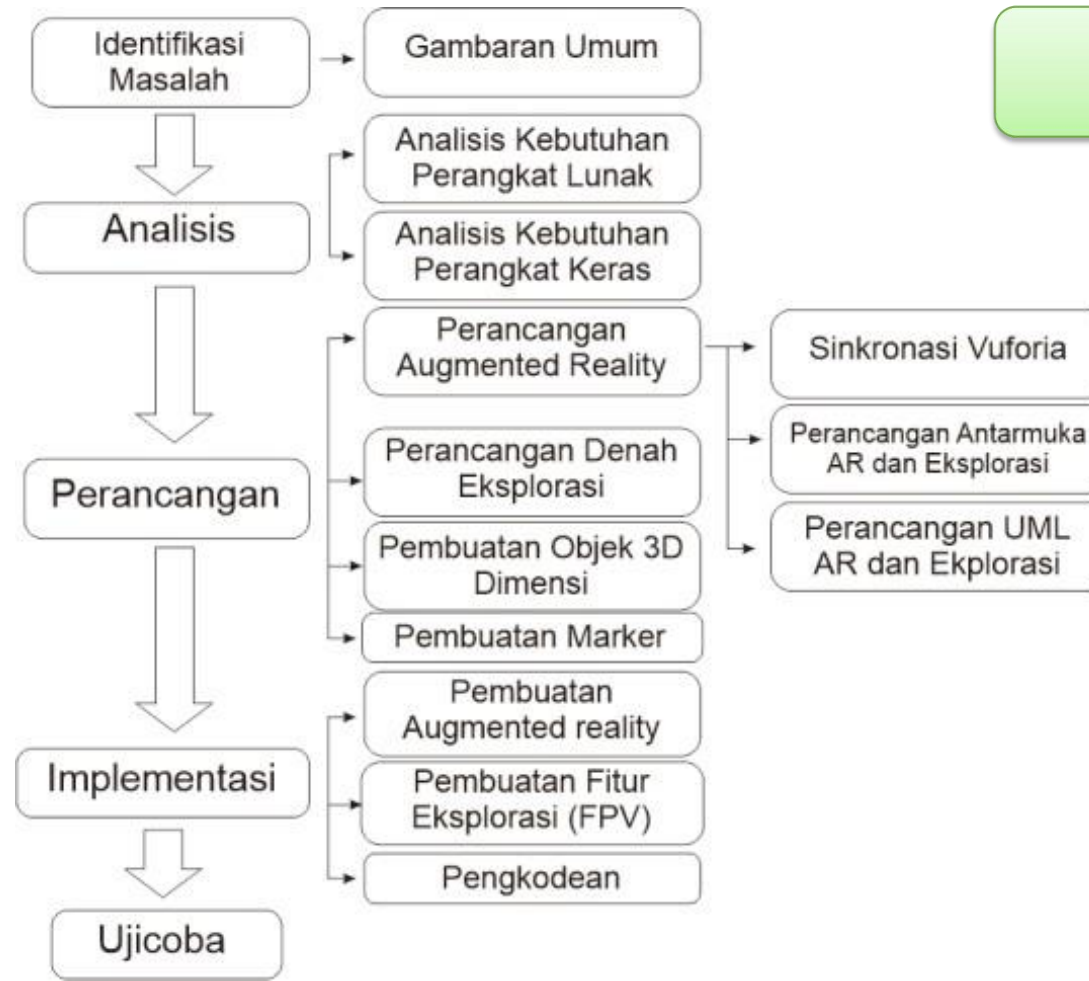 Identifikasi
Masalah
Gambaran Umum
Analisis
Analisis Kebutuhan
Perangkat Lunak
Analisis Kebutuhan
Perangkat Keras
Perancangan
Perancangan
Augmented Reality
Sinkronasi Vuforia
Perancangan Antarmuka
AR dan Eksplorasi
Perancangan UML
AR dan Ekplorasi
Perancangan Denah
Eksplorasi
Pembuatan Objek 3D
Dimensi
Pembuatan Marker
Implementasi
Pembuatan
Augmented reality
Pembuatan Fitur
Eksplorasi (FPV)
Pengkodean
Ujicoba